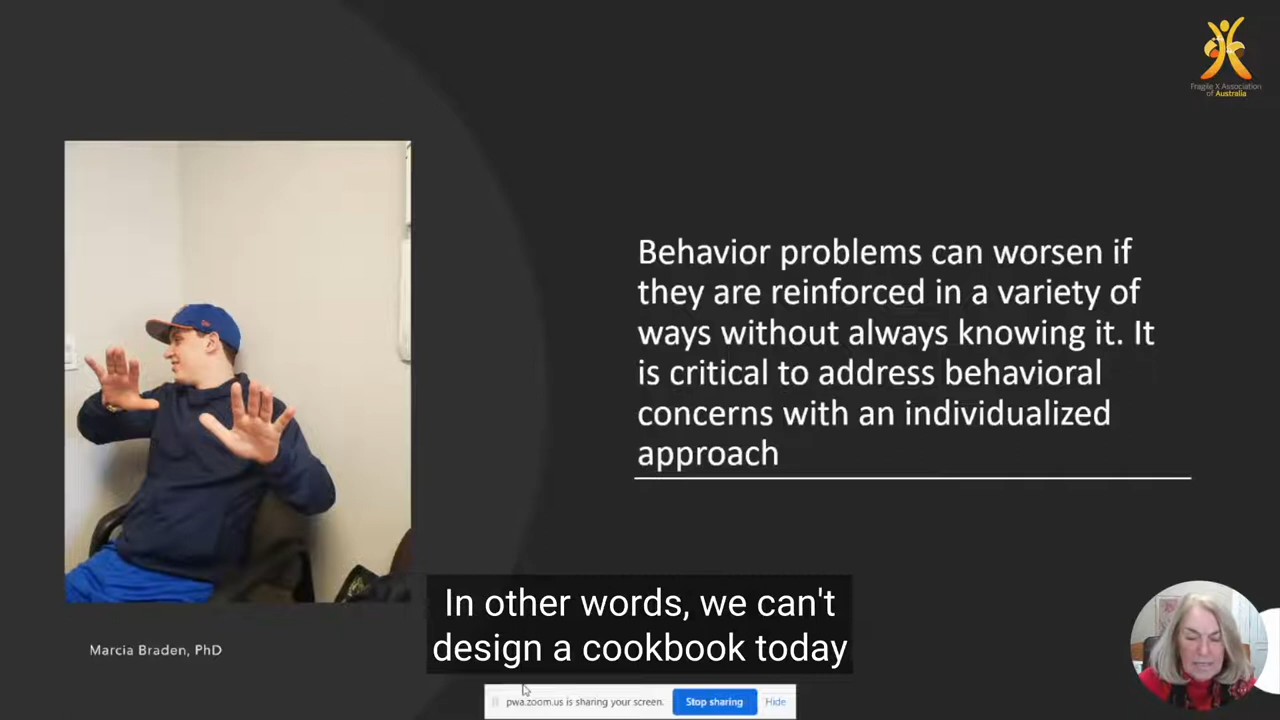 Fragile X Association
of Australia
Behavior problems can worsen if
they are reinforced in a variety of
ways without always knowing it. It
is critical to address behavioral
concerns with an individualized
approach
In other words, we can't
design a cookbook today
Marcia Braden, PhD
pwa.zoom.us is sharing your screen.
Stop sharing
Hide